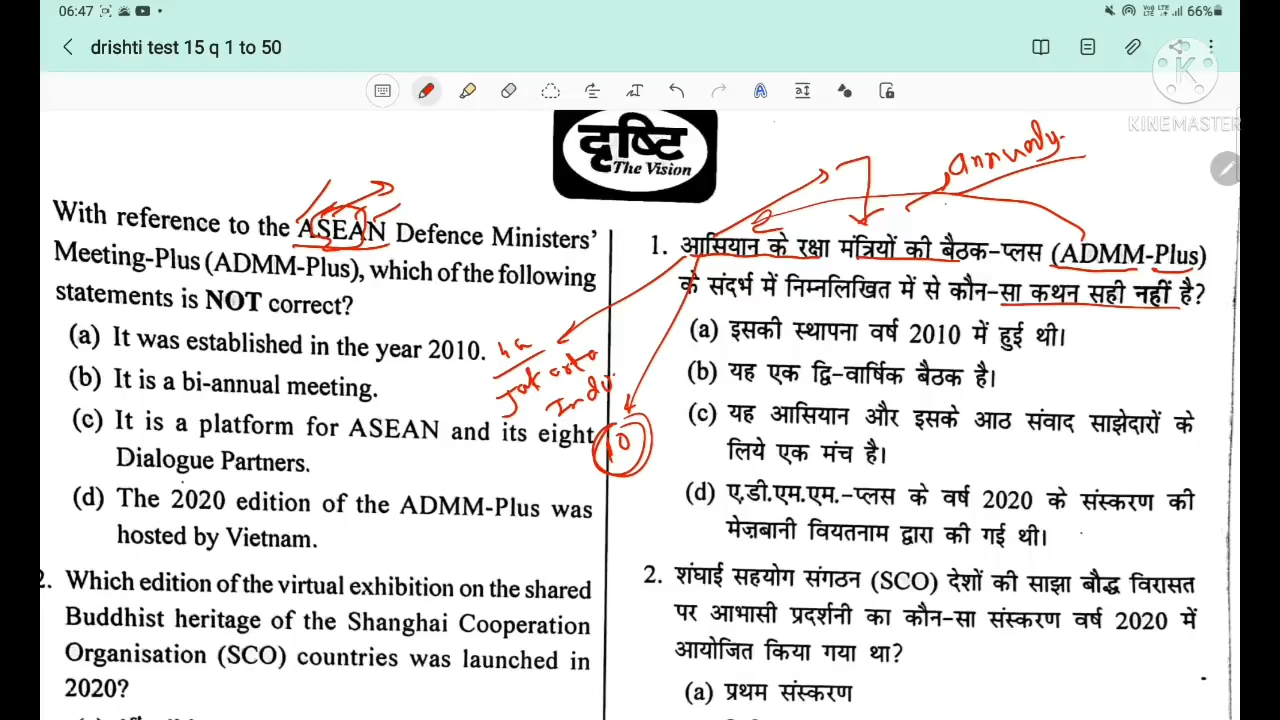 06:47
66%
drishti test 15 q 1 to 50
KINEMASTER
दृष्टि
The Vision
annualy.
With reference to the ASEAN Defence Ministers'
Meeting-Plus (ADMM-Plus), which of the following
statements is NOT correct?
(a) It was established in the year 2010.
(b) It is a bi-annual meeting.
(c) It is a platform for ASEAN and its eight
Dialogue Partners.
(d) The 2020 edition of the ADMM-Plus was
hosted by Vietnam.
2. Which edition of the virtual exhibition on the shared
Buddhist heritage of the Shanghai Cooperation
Organisation (SCO) countries was launched in
2020?
Jakarta
10
1. आसियान के रक्षा मंत्रियों की बैठक-प्लस (ADMM-Plus)
के संदर्भ में निम्नलिखित में से कौन-सा कथन सही नहीं है?
(a) इसकी स्थापना वर्ष 2010 में हुई थी।
(b) यह एक द्वि-वार्षिक बैठक है।
(c) यह आसियान और इसके आठ संवाद साझेदारों के
लिये एक मंच है।
(d) ए.डी.एम.एम.-प्लस के वर्ष 2020 के संस्करण की
मेज़बानी वियतनाम द्वारा की गई थी।
2. शंघाई सहयोग संगठन (SCO) देशों की साझा बौद्ध विरासत
पर आभासी प्रदर्शनी का कौन-सा संस्करण वर्ष 2020 में
आयोजित किया गया था?
(a) प्रथम संस्करण